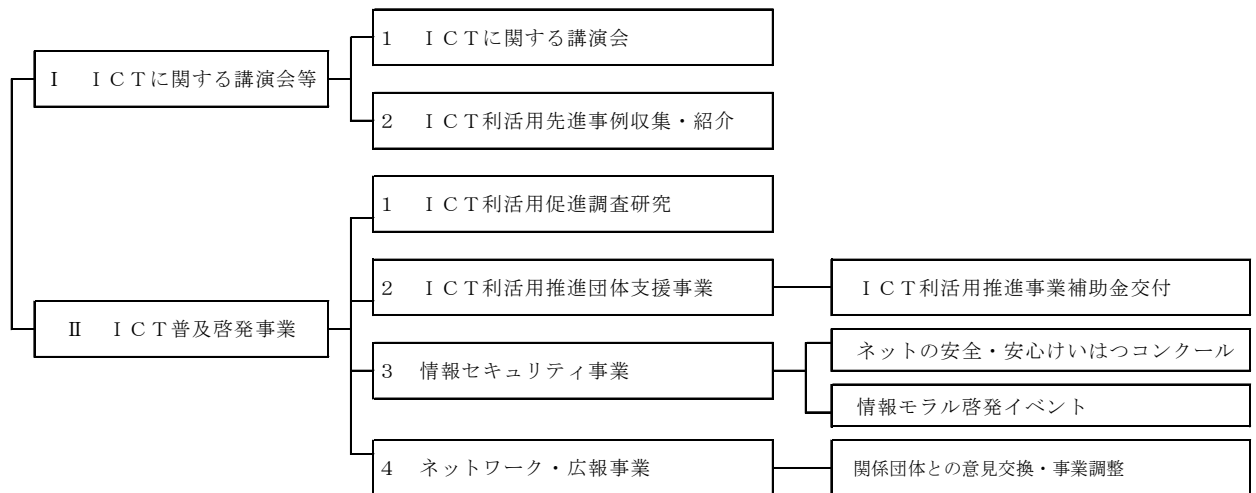 Ⅰ　ＩＣＴに関する講演会等
１　ＩＣＴに関する講演会
２　ＩＣＴ利活用先進事例収集・紹介
Ⅱ　ＩＣＴ普及啓発事業
１　ＩＣＴ利活用促進調査研究
２　ＩＣＴ利活用推進団体支援事業
ＩＣＴ利活用推進事業補助金交付
３　情報セキュリティ事業
ネットの安全・安心けいはつコンクール
情報モラル啓発イベント
４　ネットワーク・広報事業
関係団体との意見交換・事業調整